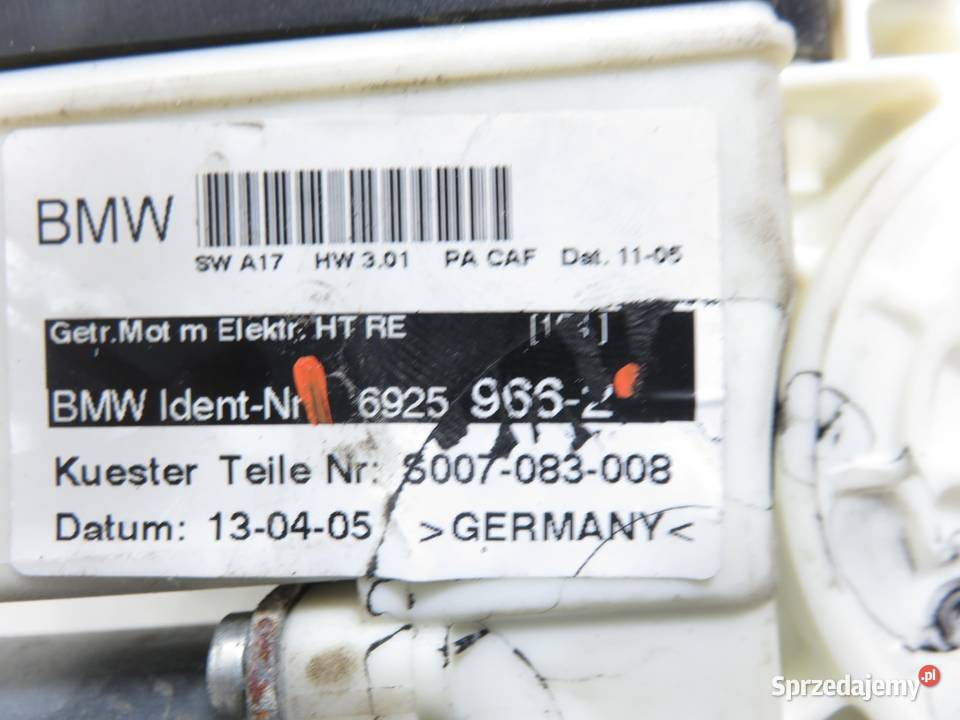 BMW
SW A17 HW 3.01 PA CAF Dat. 11-05
Getr.Mot m Elektr. HT RE
BMW Ident-Nr 6925 966-2
Kuester Teile Nr: S007-083-008
Datum: 13-04-05 >GERMANY<
Sprzedajemy.pl